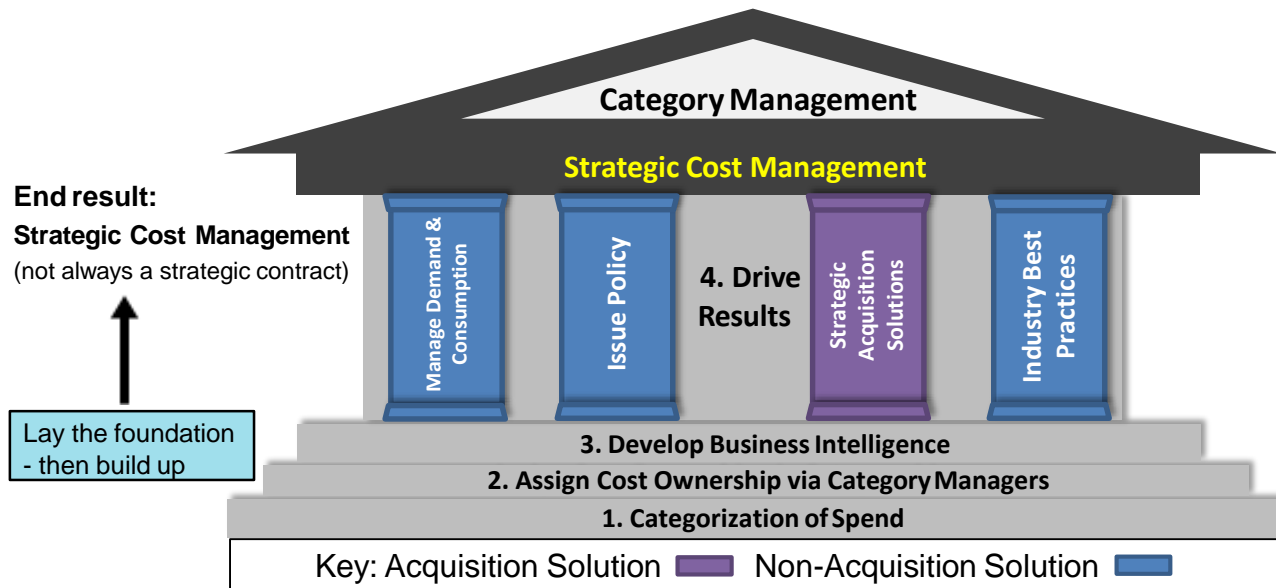 Category Management
Strategic Cost Management
End result:
Strategic Cost Management
(not always a strategic contract)
Lay the foundation
- then build up
Manage Demand &
Consumption
Issue Policy
4. Drive
Results
Strategic
Acquisition
Solutions
Industry Best
Practices
3. Develop Business Intelligence
2. Assign Cost Ownership via Category Managers
1. Categorization of Spend
Key: Acquisition Solution Non-Acquisition Solution